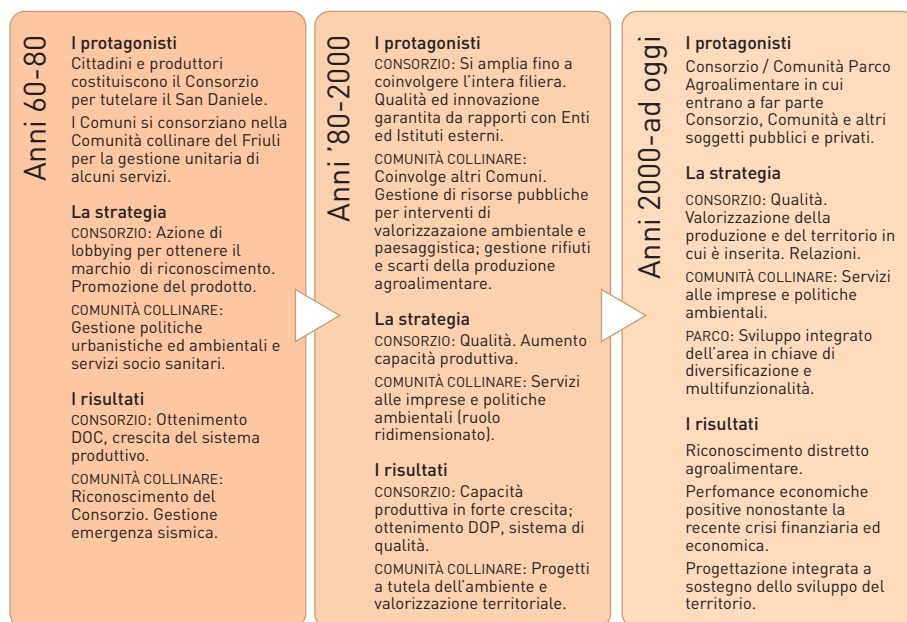 Anni 60-80
I protagonisti
Cittadini e produttori
costituiscono il Consorzio
per tutelare il San Daniele.
I Comuni si consorziano nella
Comunità collinare del Friuli
per la gestione unitaria di
alcuni servizi.
La strategia
CONSORZIO: Azione di
lobbying per ottenere il
marchio di riconoscimento.
Promozione del prodotto.
COMUNITÀ COLLINARE:
Gestione politiche
urbanistiche ed ambientali e
servizi socio sanitari.
I risultati
CONSORZIO: Ottenimento
DOC, crescita del sistema
produttivo.
COMUNITÀ COLLINARE:
Riconoscimento del
Consorzio. Gestione
emergenza sismica.
Anni '80-2000
I protagonisti
CONSORZIO: Si amplia fino a
coinvolgere l'intera filiera.
Qualità ed innovazione
garantita da rapporti con Enti
ed Istituti esterni.
COMUNITÀ COLLINARE:
Coinvolge altri Comuni.
Gestione di risorse pubbliche
per interventi di
valorizzazaione ambientale e
paesaggistica; gestione rifiuti
e scarti della produzione
agroalimentare.
La strategia
CONSORZIO: Qualità. Aumento
capacità produttiva.
COMUNITÀ COLLINARE: Servizi
alle imprese e politiche
ambientali (ruolo
ridimensionato).
I risultati
CONSORZIO: Capacità
produttiva in forte crescita;
ottenimento DOP, sistema di
qualità.
COMUNITÀ COLLINARE: Progetti
a tutela dell'ambiente e
valorizzazione territoriale.
Anni 2000-ad oggi
I protagonisti
Consorzio / Comunità Parco
Agroalimentare in cui
entrano a far parte
Consorzio, Comunità e altri
soggetti pubblici e privati.
La strategia
CONSORZIO: Qualità.
Valorizzazione della
produzione e del territorio in
cui è inserita. Relazioni.
COMUNITÀ COLLINARE: Servizi
alle imprese e politiche
ambientali.
PARCO: Sviluppo integrato
dell'area in chiave di
diversificazione e
multifunzionalità.
I risultati
Riconoscimento distretto
agroalimentare.
Perfomance economiche
positive nonostante la
recente crisi finanziaria ed
economica.
Progettazione integrata a
sostegno dello sviluppo del
territorio.